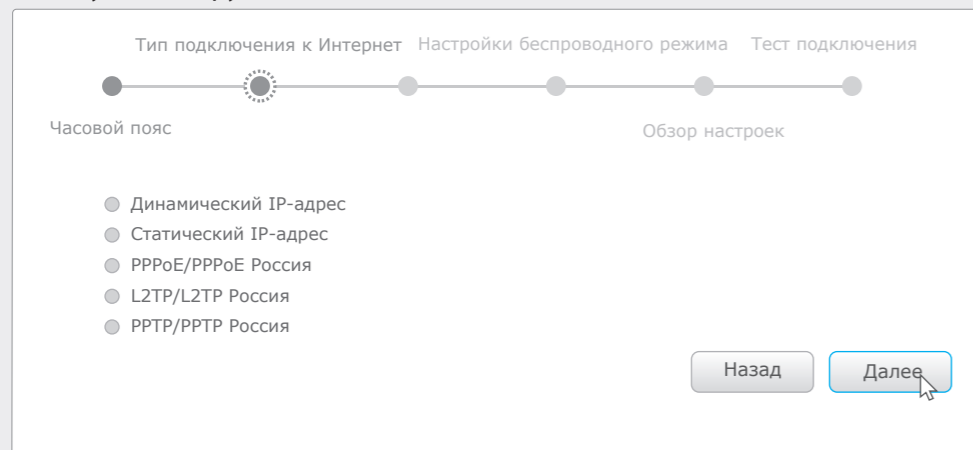 Тип подключения к Интернет Настройки беспроводного режима Тест подключения
Часовой пояс Обзор настроек
Динамический IP-адрес
Статический IP-адрес
PPPoE/PPPoE Россия
L2TP/L2TP Россия
PPTP/PPTP Россия
Назад Далее